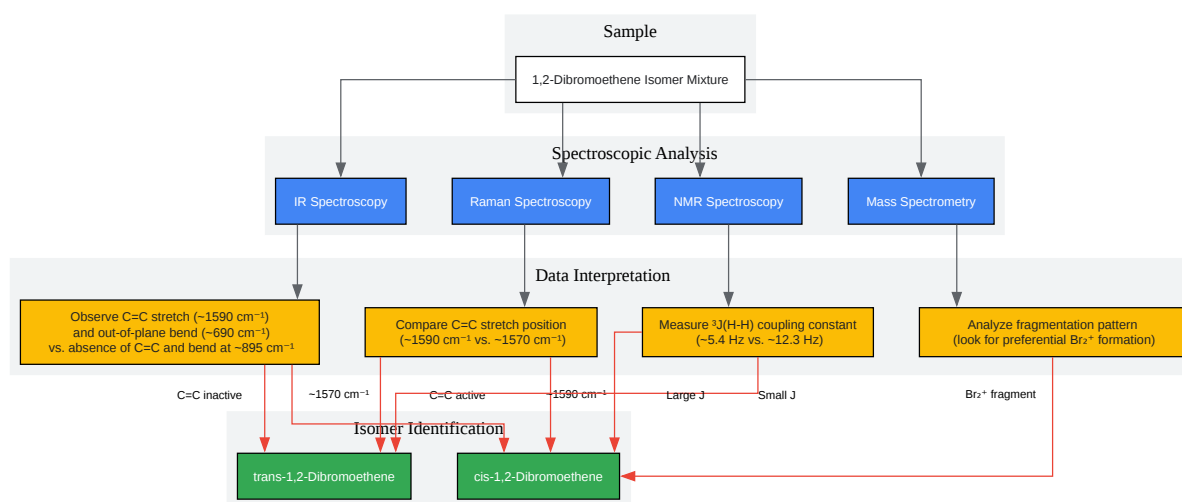 Sample
1,2-Dibromoethene Isomer Mixture
Spectroscopic Analysis
IR Spectroscopy
Raman Spectroscopy
NMR Spectroscopy
Mass Spectrometry
Data Interpretation
Observe C=C stretch (~1590 cm⁻¹)
and out-of-plane bend (~690 cm⁻¹)
vs. absence of C=C and bend at ~895 cm⁻¹
Compare C=C stretch position
(~1590 cm⁻¹ vs. ~1570 cm⁻¹)
Measure ³J(H-H) coupling constant
(~5.4 Hz vs. ~12.3 Hz)
Analyze fragmentation pattern
(look for preferential Br₂⁺ formation)
C=C inactive
~1570 cm⁻¹
C=C active
~1590 cm⁻¹
Large J
Small J
Br₂⁺ fragment
Isomer Identification
trans-1,2-Dibromoethene
cis-1,2-Dibromoethene